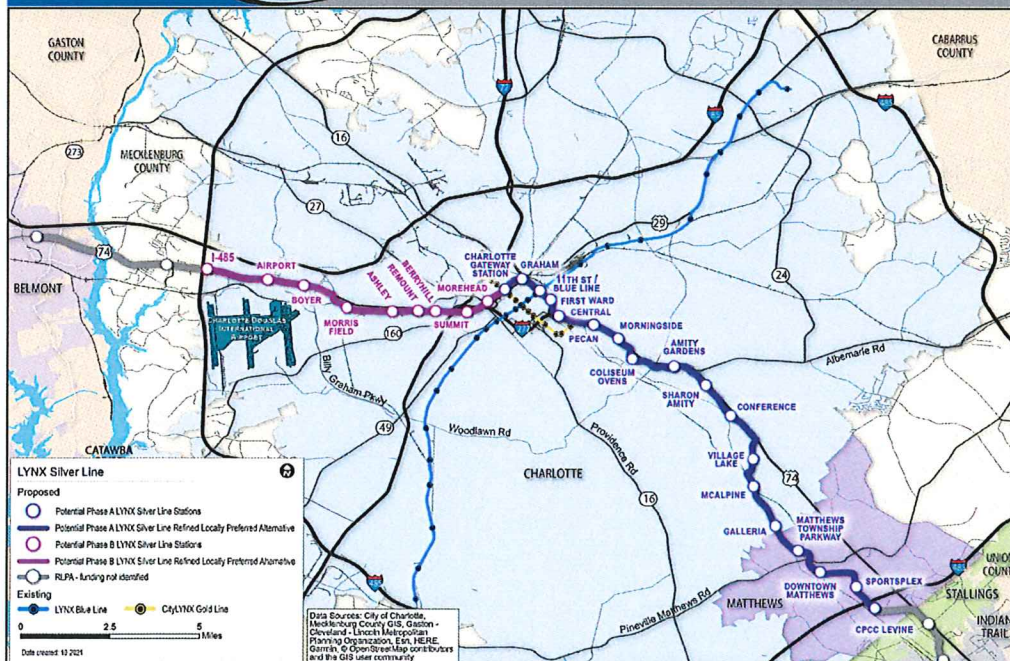 GASTON
COUNTY
CABARRUS
COUNTY
16
273
MECKLENBURG
COUNTY
27
29
74
I-485
AIRPORT
BOYER
MORRIS
FIELD
ASHLEY
REMOUNT
BERRYHILL
SUMMIT
MOREHEAD
CHARLOTTE
GATEWAY
STATION
GRAHAM
11TH ST /
BLUE LINE
FIRST WARD
CENTRAL
PECAN
MORNINGSIDE
COLISEUM
OVENS
AMITY
GARDENS
SHARON
AMITY
CONFERENCE
VILLAGE
LAKE
MCALPINE
GALLERIA
MATTHEWS
TOWNSHIP
PARKWAY
DOWNTOWN
MATTHEWS
SPORTSPLEX
CPCC LEVINE
24
BELMONT
CHARLOTTE DOUGLAS
INTERNATIONAL
AIRPORT
160
Billy Graham Pkwy
49
Woodlawn Rd
Providence Rd
Albemarle Rd
74
16
CATAWBA
CHARLOTTE
MATTHEWS
Pineville Matthews Rd
STALLINGS
INDIAN
TRAIL
LYNX Silver Line
Proposed
Potential Phase A LYNX Silver Line Stations
Potential Phase A LYNX Silver Line Refined Locally Preferred Alternative
Potential Phase B LYNX Silver Line Stations
Potential Phase B LYNX Silver Line Refined Locally Preferred Alternative
RLPA - funding not identified
Existing
LYNX Blue Line
CityLYNX Gold Line
0 2.5 5
Miles
Date created: 10 2021
Data Sources: City of Charlotte,
Mecklenburg County GIS, Gaston -
Cleveland - Lincoln Metropolitan
Planning Organization, Esri, HERE,
Garmin, © OpenStreetMap contributors
and the GIS user community